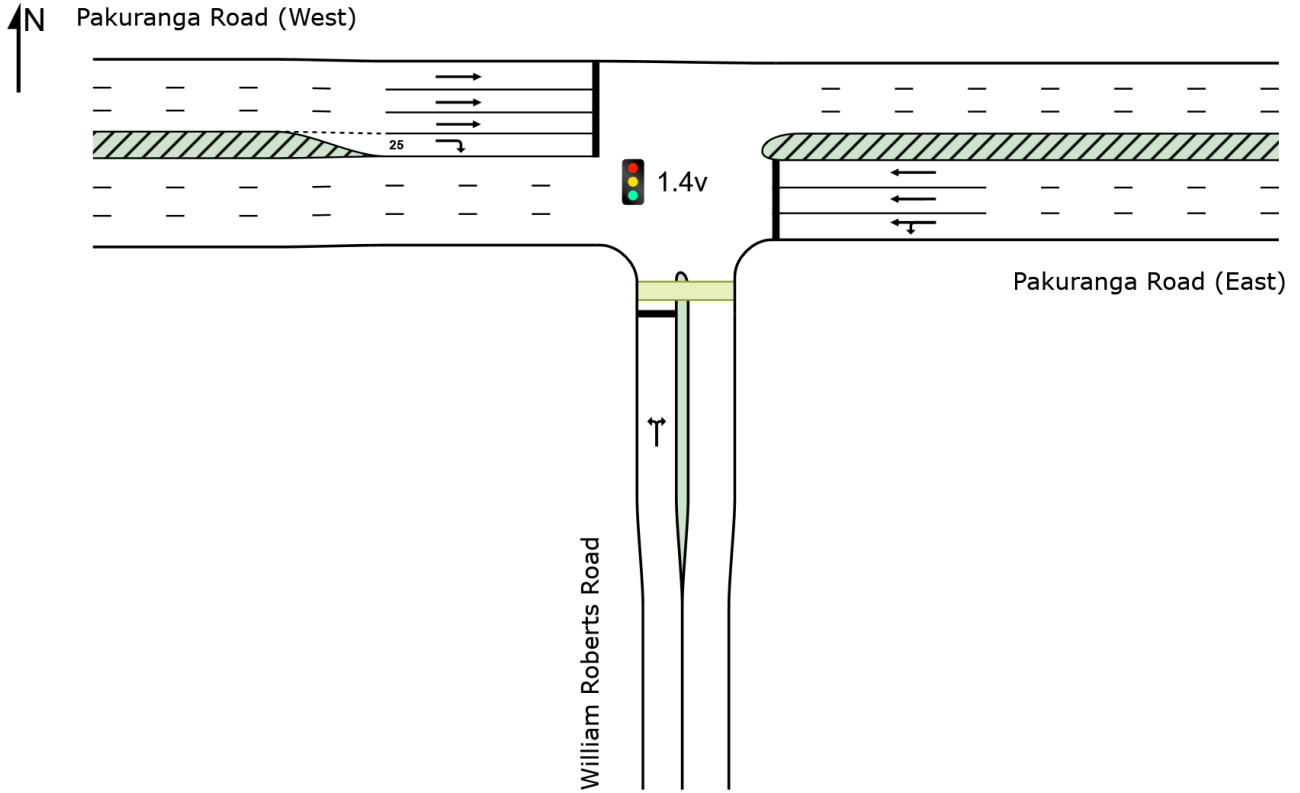 N
Pakuranga Road (West)
25
1.4v
Pakuranga Road (East)
William Roberts Road